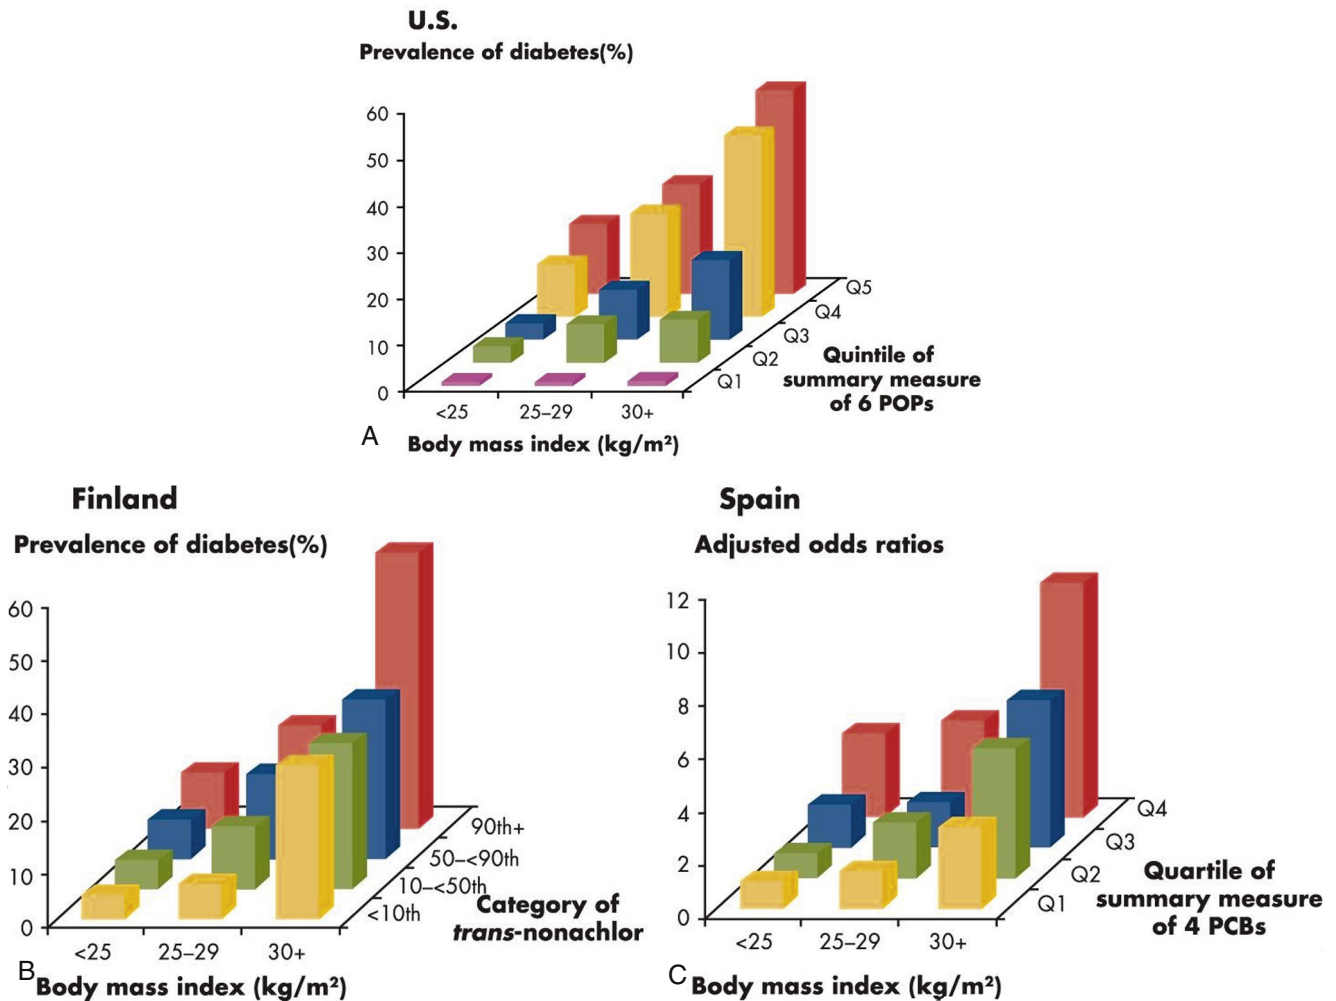 U.S.
Prevalence of diabetes(%)
60
50
40
30
20
10
0
<25
25–29
30+
Q1
Q2
Q3
Q4
Q5
Quintile of
summary measure
of 6 POPs
A
Body mass index (kg/m²)
Finland
Prevalence of diabetes(%)
60
50
40
30
20
10
0
<25
25–29
30+
<10th
10–<50th
50–<90th
90th+
Category of
trans-nonachlor
B
Body mass index (kg/m²)
Spain
Adjusted odds ratios
12
10
8
6
4
2
0
<25
25–29
30+
Q1
Q2
Q3
Q4
Quartile of
summary measure
of 4 PCBs
C
Body mass index (kg/m²)